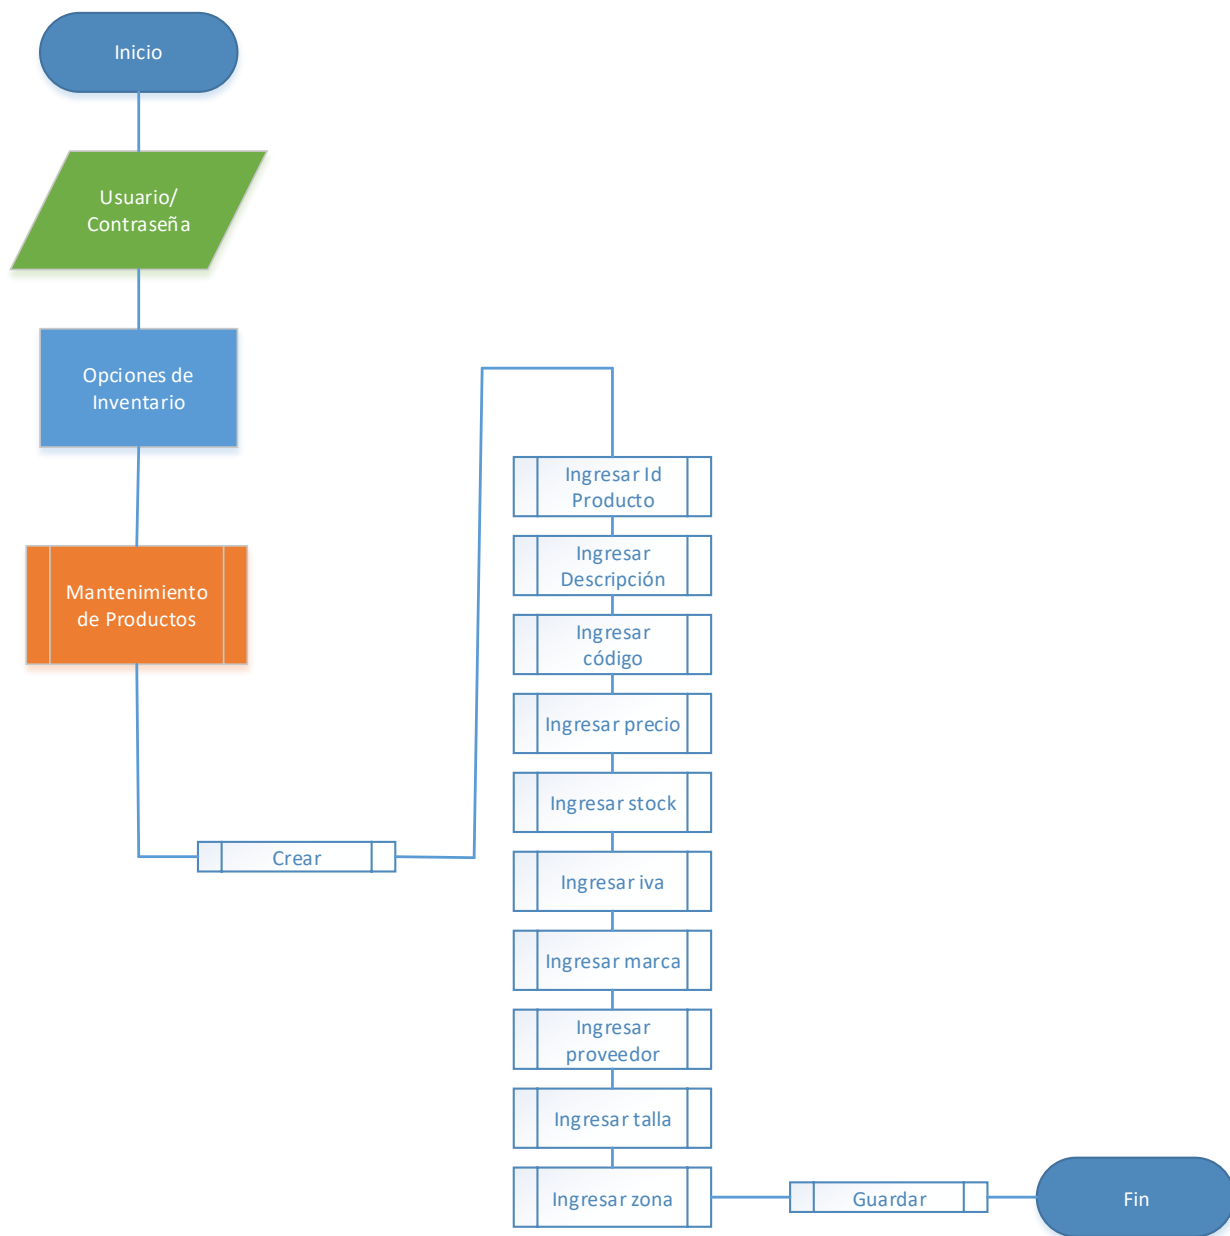 Inicio
Usuario/
Contraseña
Opciones de
Inventario
Mantenimiento
de Productos
Crear
Ingresar Id
Producto
Ingresar
Descripción
Ingresar
código
Ingresar precio
Ingresar stock
Ingresar iva
Ingresar marca
Ingresar
proveedor
Ingresar talla
Ingresar zona
Guardar
Fin